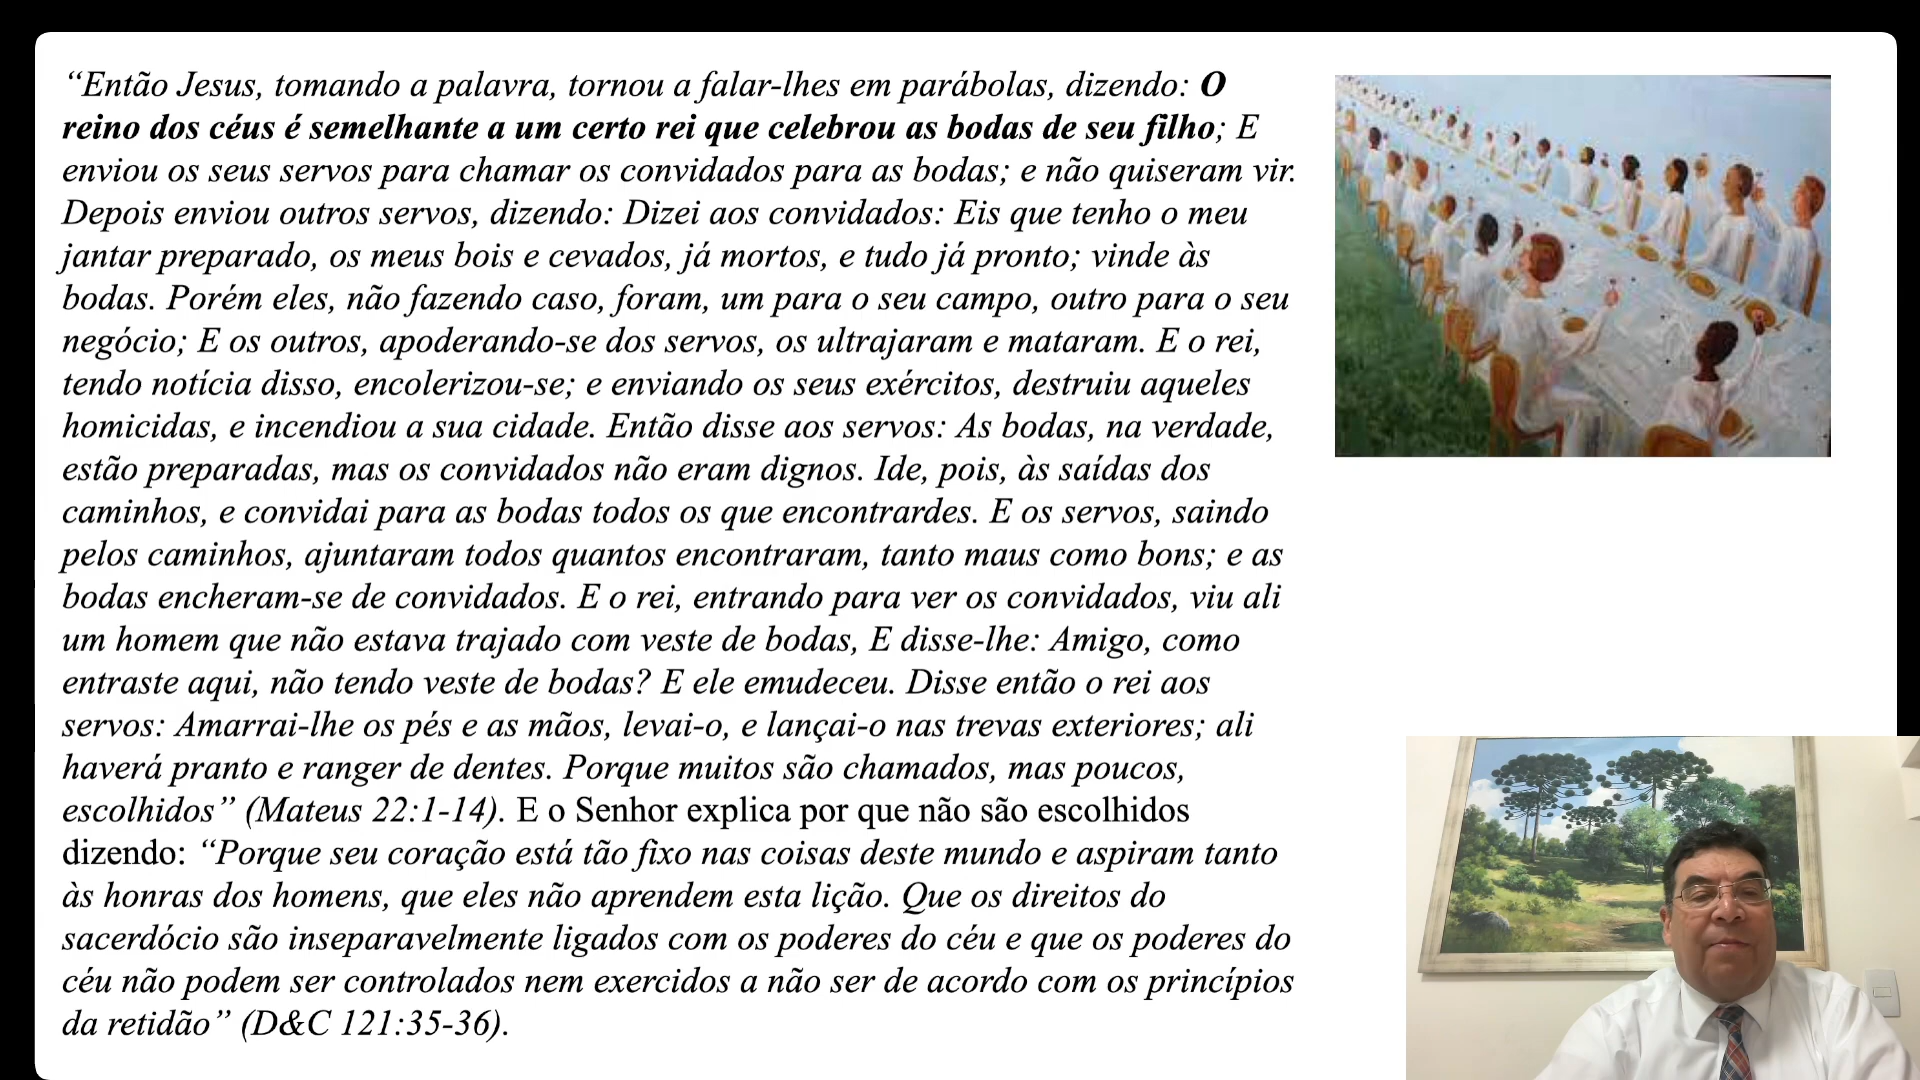 “Então Jesus, tomando a palavra, tornou a falar-lhes em parábolas, dizendo: O
reino dos céus é semelhante a um certo rei que celebrou as bodas de seu filho; E
enviou os seus servos para chamar os convidados para as bodas; e não quiseram vir.
Depois enviou outros servos, dizendo: Dizei aos convidados: Eis que tenho o meu
jantar preparado, os meus bois e cevados, já mortos, e tudo já pronto; vinde às
bodas. Porém eles, não fazendo caso, foram, um para o seu campo, outro para o seu
negócio; E os outros, apoderando-se dos servos, os ultrajaram e mataram. E o rei,
tendo notícia disso, encolerizou-se; e enviando os seus exércitos, destruiu aqueles
homicidas, e incendiou a sua cidade. Então disse aos servos: As bodas, na verdade,
estão preparadas, mas os convidados não eram dignos. Ide, pois, às saídas dos
caminhos, e convidai para as bodas todos os que encontrardes. E os servos, saindo
pelos caminhos, ajuntaram todos quantos encontraram, tanto maus como bons; e as
bodas encheram-se de convidados. E o rei, entrando para ver os convidados, viu ali
um homem que não estava trajado com veste de bodas, E disse-lhe: Amigo, como
entraste aqui, não tendo veste de bodas? E ele emudeceu. Disse então o rei aos
servos: Amarrai-lhe os pés e as mãos, levai-o, e lançai-o nas trevas exteriores; ali
haverá pranto e ranger de dentes. Porque muitos são chamados, mas poucos,
escolhidos” (Mateus 22:1-14). E o Senhor explica por que não são escolhidos
dizendo: “Porque seu coração está tão fixo nas coisas deste mundo e aspiram tanto
às honras dos homens, que eles não aprendem esta lição. Que os direitos do
sacerdócio são inseparavelmente ligados com os poderes do céu e que os poderes do
céu não podem ser controlados nem exercidos a não ser de acordo com os princípios
da retidão” (D&C 121:35-36).